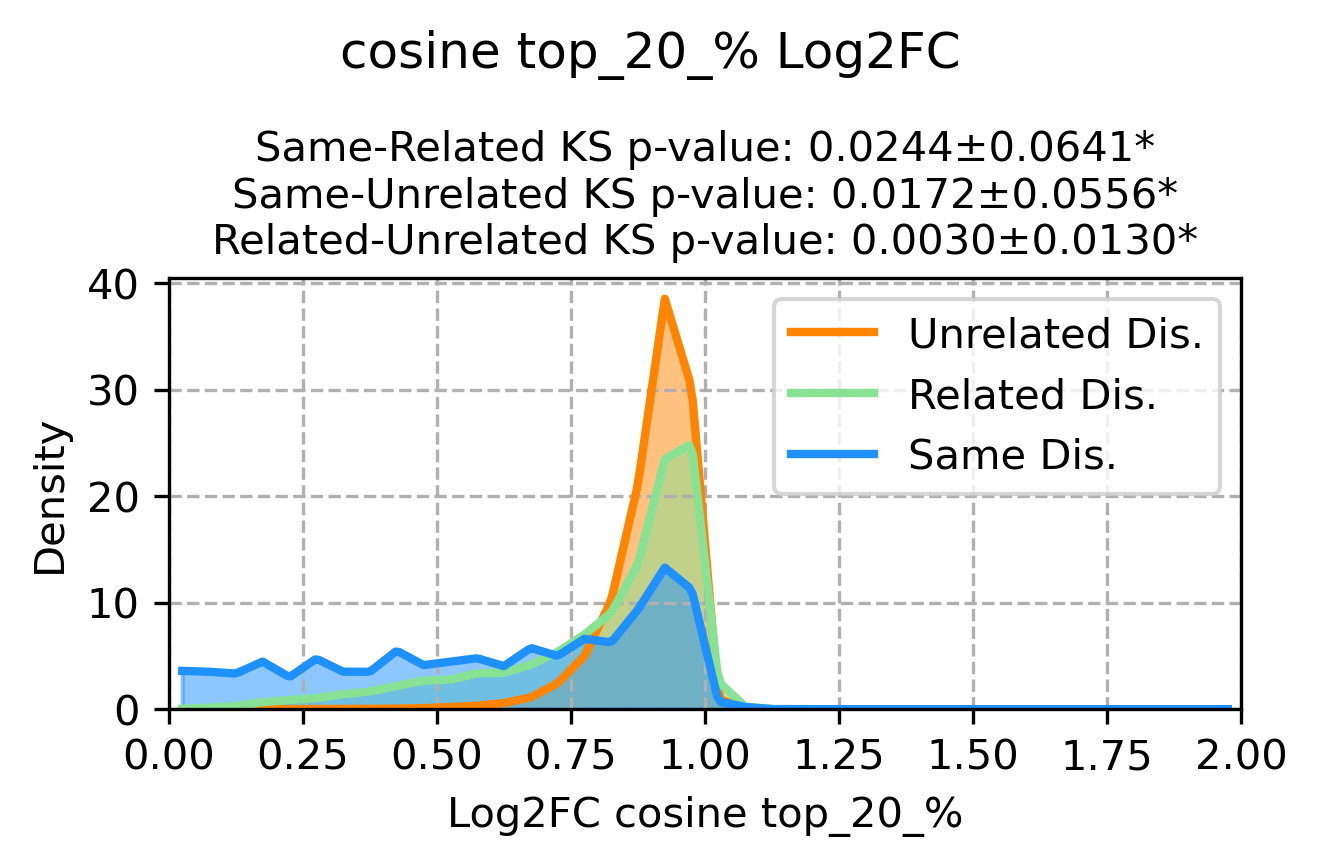 cosine top_20_% Log2FC
Same-Related KS p-value: 0.0244±0.0641*
Same-Unrelated KS p-value: 0.0172±0.0556*
Related-Unrelated KS p-value: 0.0030±0.0130*
40
30
20
10
0
Density
Unrelated Dis.
Related Dis.
Same Dis.
0.00 0.25 0.50 0.75 1.00 1.25 1.50 1.75 2.00
Log2FC cosine top_20_%